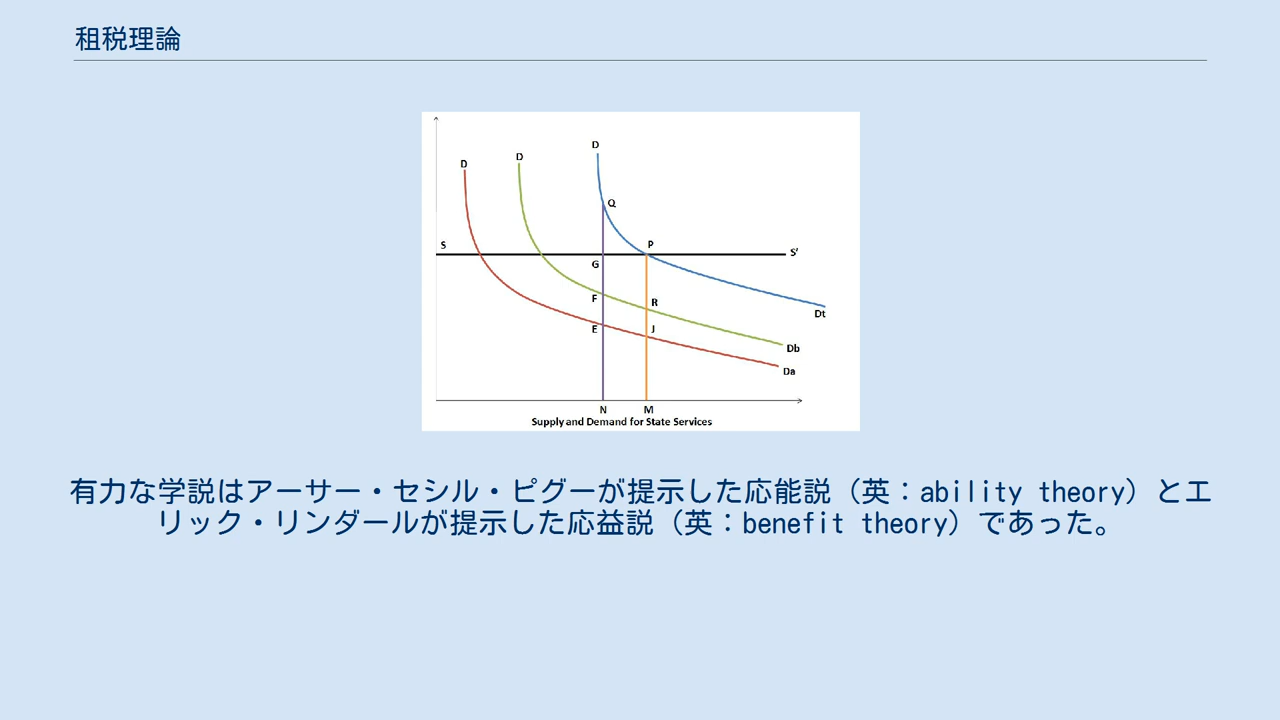 租税理論
D
D
D
Q
S
P
S'
G
F
R
E
J
Dt
Db
Da
N
M
Supply and Demand for State Services
有力な学説はアーサー・セシル・ピグーが提示した応能説（英：ability theory）とエ
リック・リンダールが提示した応益説（英：benefit theory）であった。